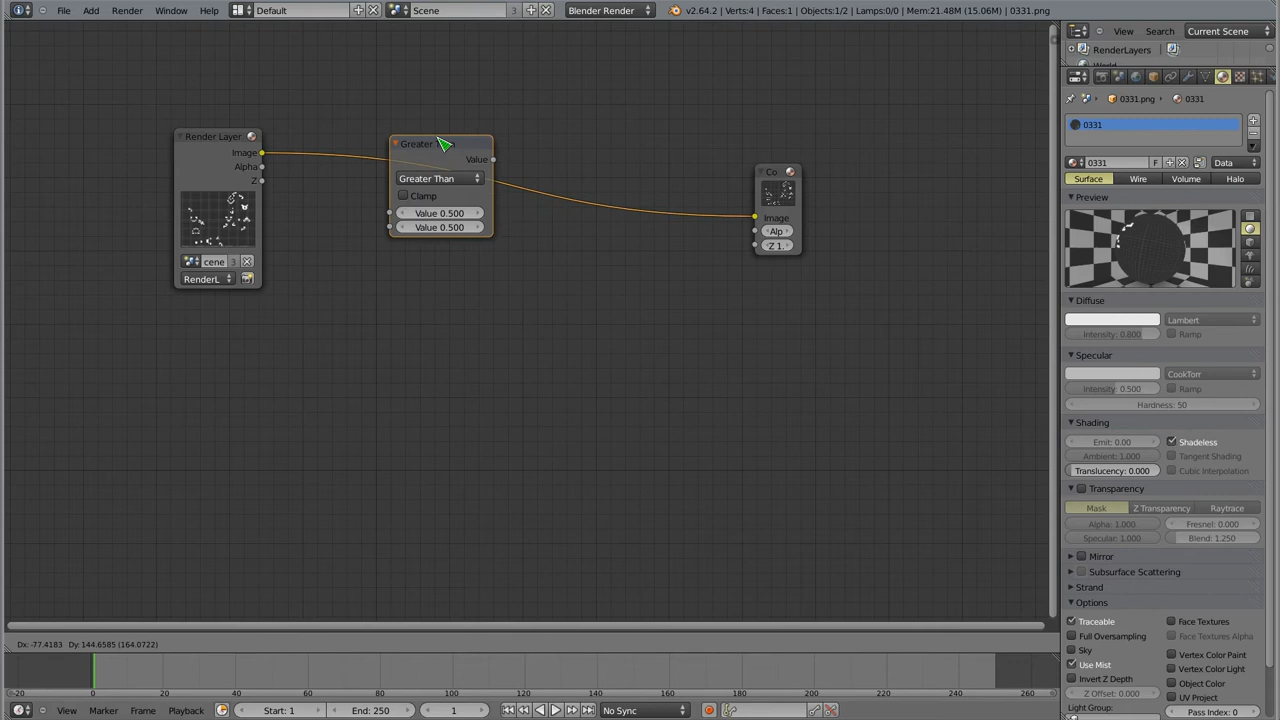 File Add Render Window Help Default Scene 3 Blender Render v2.64.2 | Verts:4 | Faces:1 | Objects:1/2 | Lamps:0/0 | Mem:21.48M (15.06M) | 0331.png
View Search Current Scene
RenderLayers
World
0331.png 0331
0331
0331 F Data
Surface Wire Volume Halo
Preview
Diffuse
Lambert
Intensity: 0.800 Ramp
Specular
CookTorr
Intensity: 0.500 Ramp
Hardness: 50
Shading
Emit: 0.00 Shadeless
Ambient: 1.000 Tangent Shading
Translucency: 0.000 Cubic Interpolation
Transparency
Mask Z Transparency Raytrace
Alpha: 1.000 Fresnel: 0.000
Specular: 1.000 Blend: 1.250
Mirror
Subsurface Scattering
Strand
Options
Traceable Face Textures
Full Oversampling Face Textures Alpha
Sky Vertex Color Paint
Use Mist Vertex Color Light
Invert Z Depth Object Color
Z Offset: 0.000 UV Project
Light Group: Pass Index: 0
Render Layer
Image
Alpha
Z
cene 3
RenderL
Greater
Value
Greater Than
Clamp
Value 0.500
Value 0.500
Co
Image
Alp
Z 1.
Dx: -77.4183 Dy: 144.6585 (164.0722)
-20 0 20 40 60 80 100 120 140 160 180 200 220 240 260
View Marker Frame Playback Start: 1 End: 250 1 No Sync